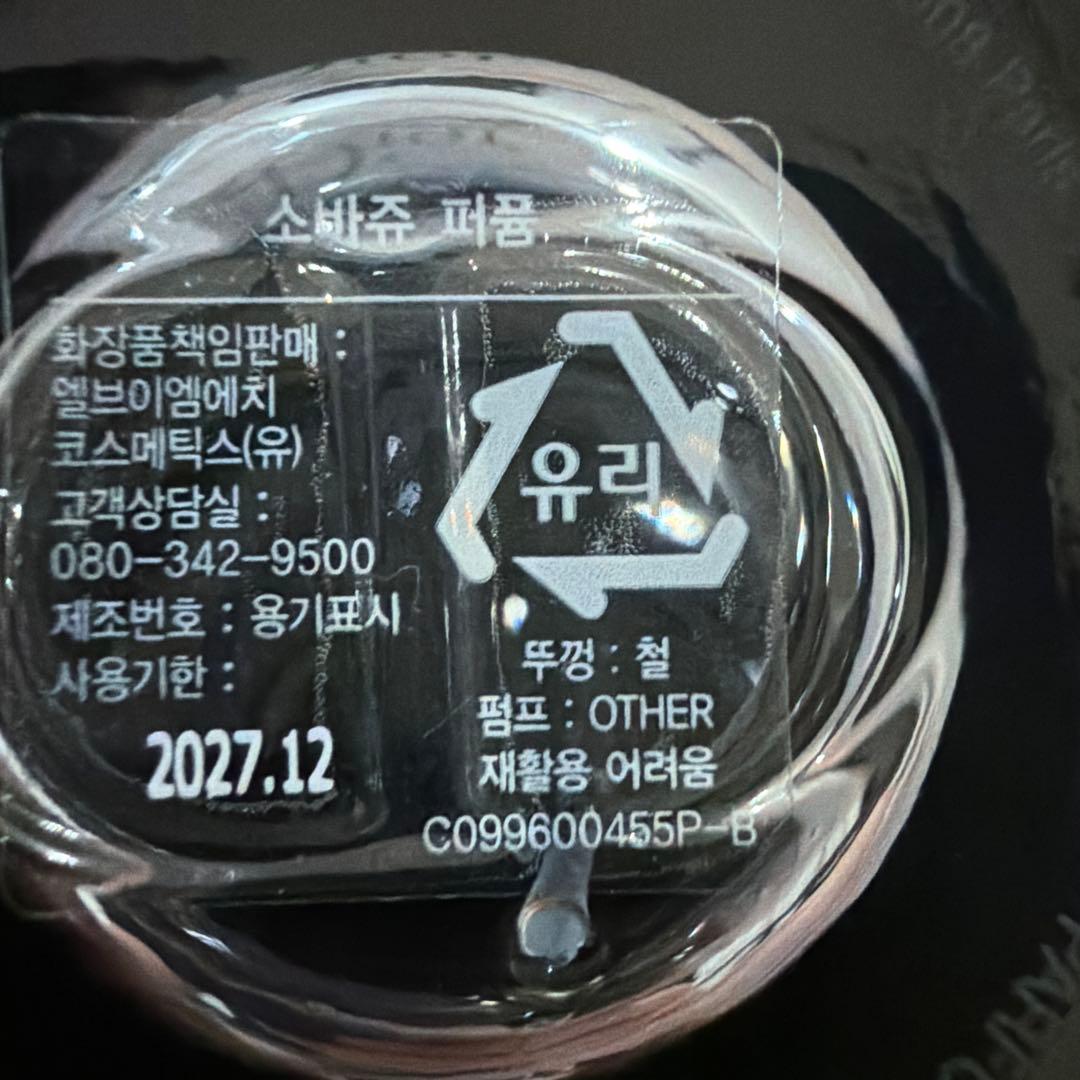 소바쥬 퍼퓸
화장품책임판매 :
엘브이엠에치
코스메틱스(유)
고객상담실 :
080-342-9500
제조번호 : 용기표시
사용기한 :
2027.12
유리
뚜껑 : 철
펌프 : OTHER
재활용 어려움
C099600455P-B